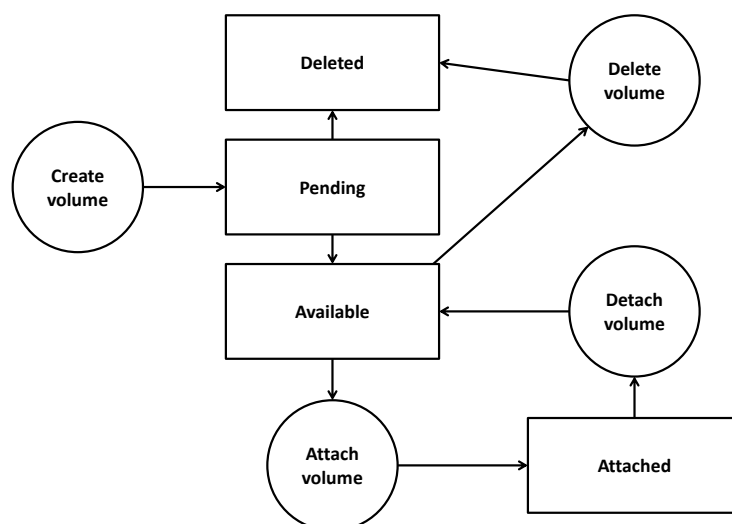 Deleted
Delete
volume
Create
volume
Pending
Available
Detach
volume
Attach
volume
Attached